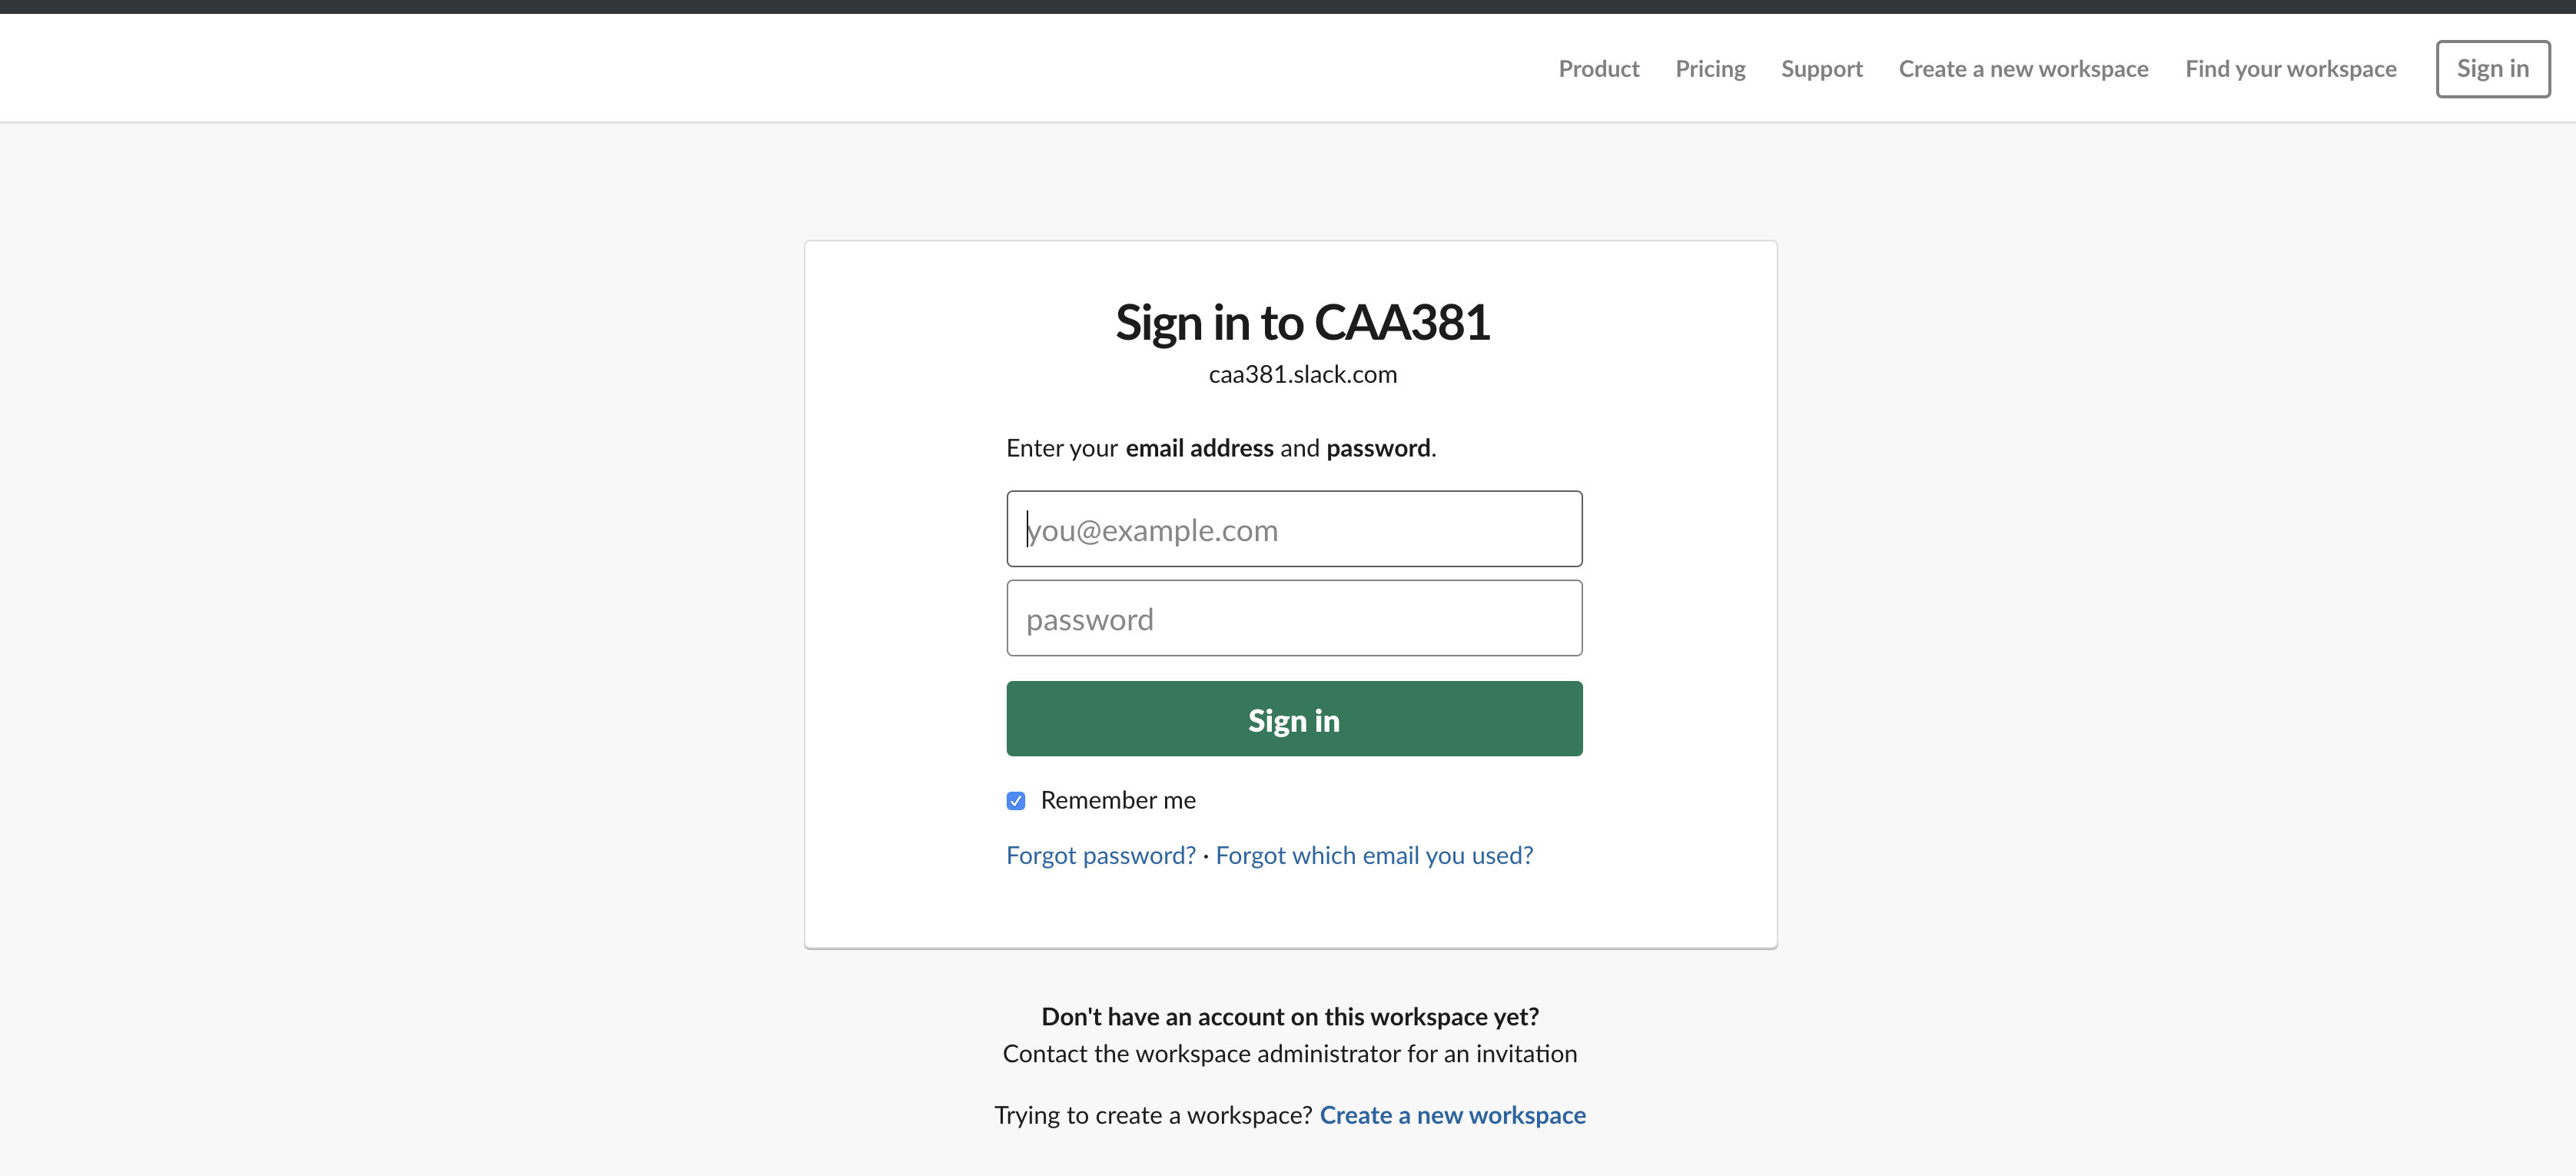 Product Pricing Support Create a new workspace Find your workspace Sign in
Sign in to CAA381
caa381.slack.com
Enter your email address and password.
you@example.com
password
Sign in
Remember me
Forgot password? · Forgot which email you used?
Don't have an account on this workspace yet?
Contact the workspace administrator for an invitation
Trying to create a workspace? Create a new workspace